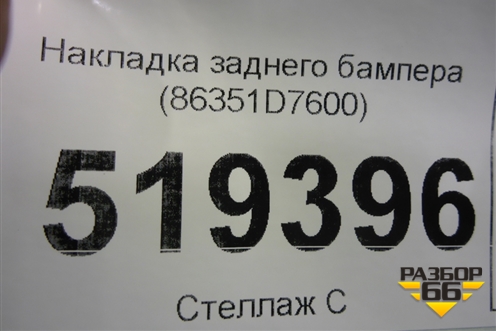 Накладка заднего бампера
(86351D7600)
519396
Стеллаж С
РАЗБОР
66